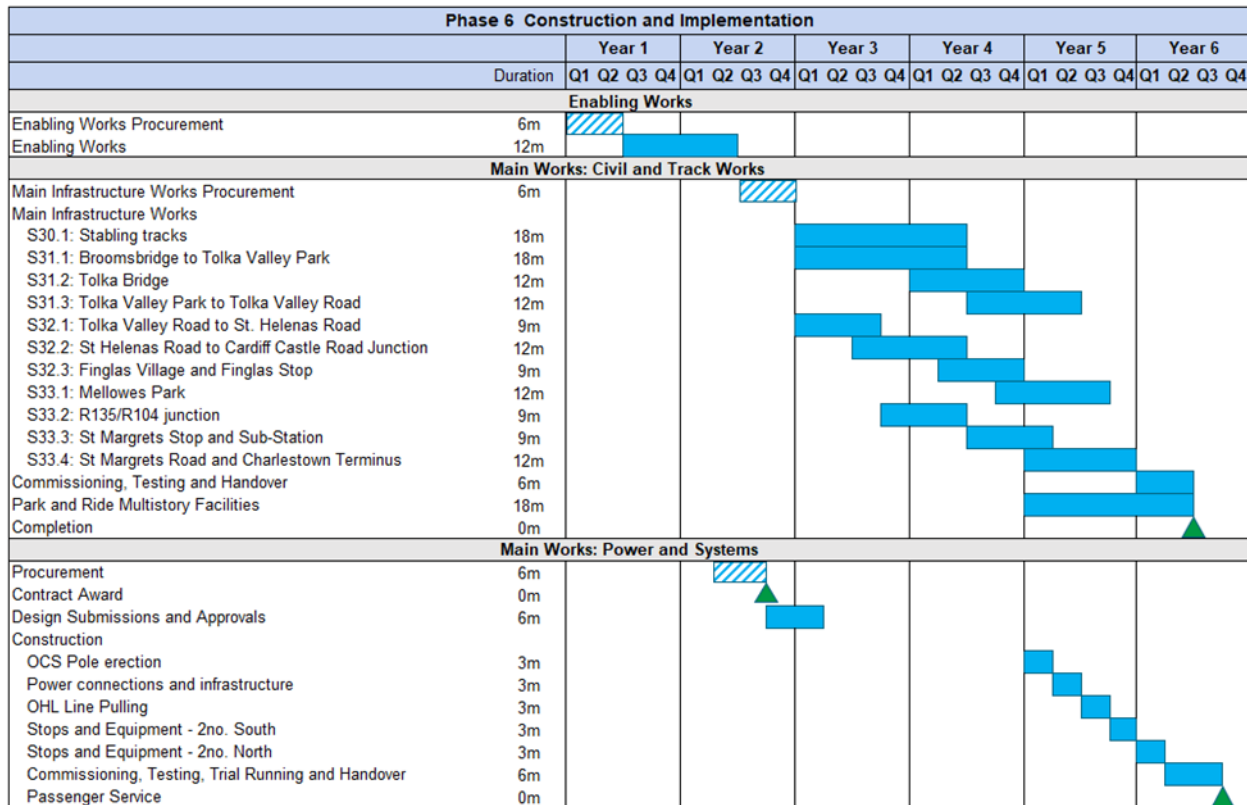 Phase 6 Construction and Implementation
Year 1 Year 2 Year 3 Year 4 Year 5 Year 6
Duration Q1 Q2 Q3 Q4 Q1 Q2 Q3 Q4 Q1 Q2 Q3 Q4 Q1 Q2 Q3 Q4 Q1 Q2 Q3 Q4 Q1 Q2 Q3 Q4
Enabling Works
Enabling Works Procurement 6m
Enabling Works 12m
Main Works: Civil and Track Works
Main Infrastructure Works Procurement 6m
Main Infrastructure Works
S30.1: Stabling tracks 18m
S31.1: Broomsbridge to Tolka Valley Park 18m
S31.2: Tolka Bridge 12m
S31.3: Tolka Valley Park to Tolka Valley Road 12m
S32.1: Tolka Valley Road to St. Helenas Road 9m
S32.2: St Helenas Road to Cardiff Castle Road Junction 12m
S32.3: Finglas Village and Finglas Stop 9m
S33.1: Mellowes Park 12m
S33.2: R135/R104 junction 9m
S33.3: St Margrets Stop and Sub-Station 9m
S33.4: St Margrets Road and Charlestown Terminus 12m
Commissioning, Testing and Handover 6m
Park and Ride Multistory Facilities 18m
Completion 0m
Main Works: Power and Systems
Procurement 6m
Contract Award 0m
Design Submissions and Approvals 6m
Construction
OCS Pole erection 3m
Power connections and infrastructure 3m
OHL Line Pulling 3m
Stops and Equipment - 2no. South 3m
Stops and Equipment - 2no. North 3m
Commissioning, Testing, Trial Running and Handover 6m
Passenger Service 0m